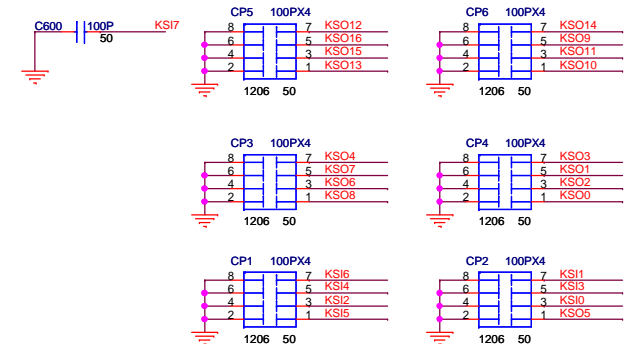 C600 100P KSI7
50
CP5 100PX4
8 7 KSO12
6 5 KSO16
4 3 KSO15
2 1 KSO13
1206 50
CP6 100PX4
8 7 KSO14
6 5 KSO9
4 3 KSO11
2 1 KSO10
1206 50
CP3 100PX4
8 7 KSO4
6 5 KSO7
4 3 KSO6
2 1 KSO8
1206 50
CP4 100PX4
8 7 KSO3
6 5 KSO1
4 3 KSO2
2 1 KSO0
1206 50
CP1 100PX4
8 7 KSI6
6 5 KSI4
4 3 KSI2
2 1 KSI5
1206 50
CP2 100PX4
8 7 KSI1
6 5 KSI3
4 3 KSI0
2 1 KSO5
1206 50